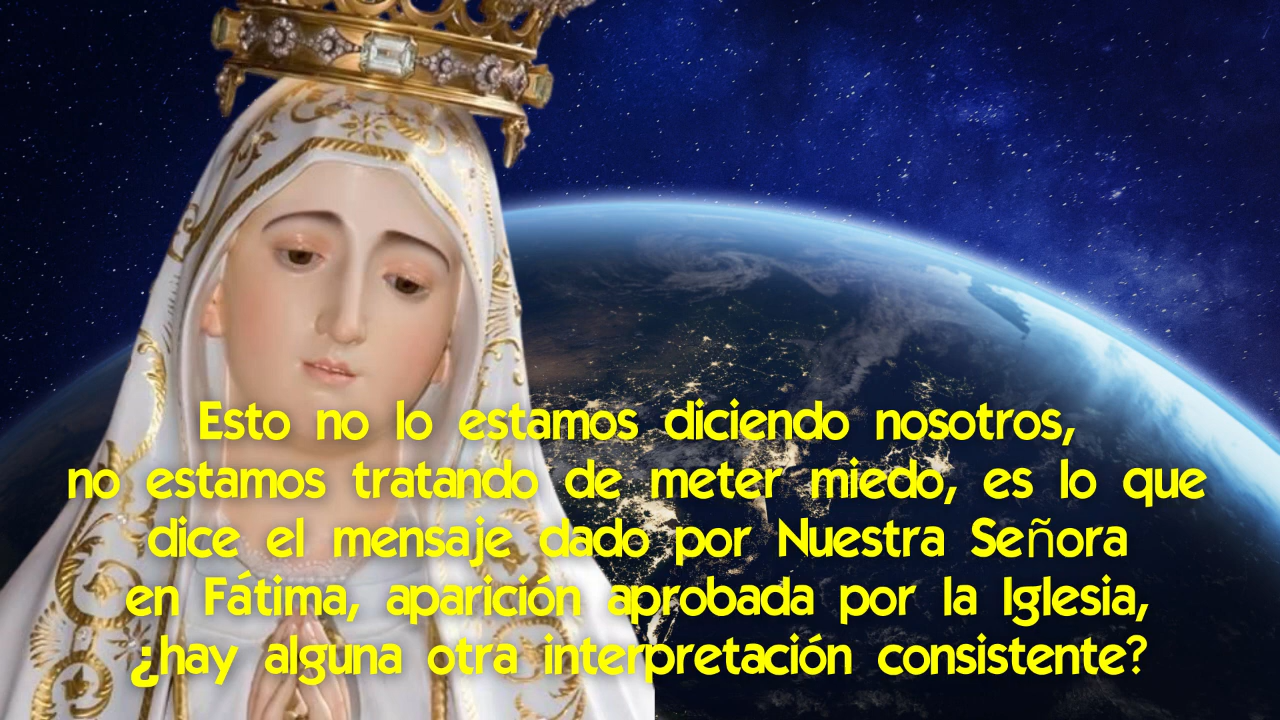 Esto no lo estamos diciendo nosotros,
no estamos tratando de meter miedo, es lo que
dice el mensaje dado por Nuestra Señora
en Fátima, aparición aprobada por la Iglesia,
¿hay alguna otra interpretación consistente?